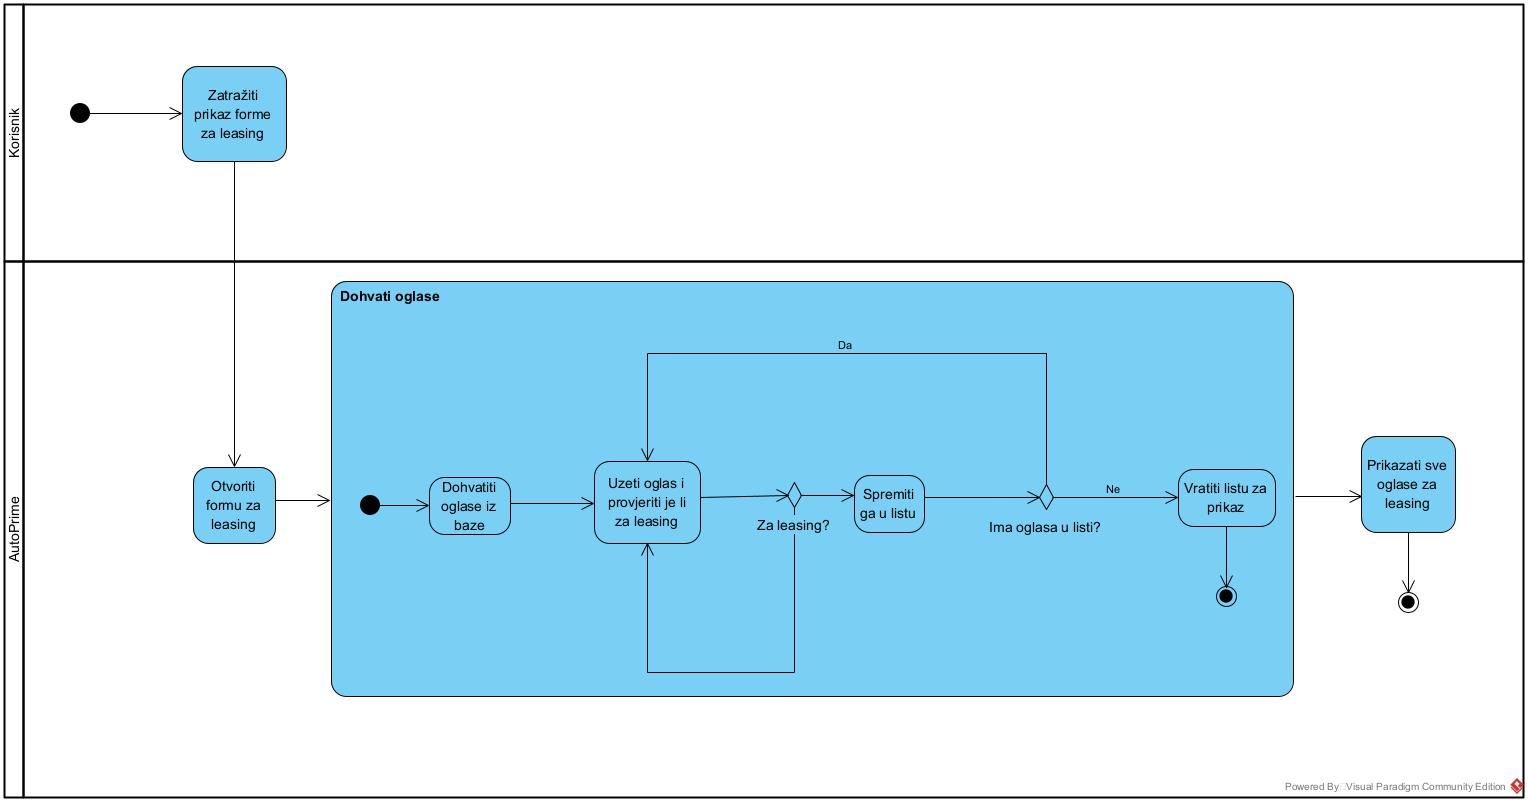 Korisnik
Zatražiti
prikaz forme
za leasing
AutoPrime
Otvoriti
formu za
leasing
Dohvati oglase
Dohvatiti
oglase iz
baze
Uzeti oglas i
provjeriti je li
za leasing
Za leasing?
Spremiti
ga u listu
Da
Ima oglasa u listi?
Ne
Vratiti listu za
prikaz
Prikazati sve
oglase za
leasing
Powered By Visual Paradigm Community Edition